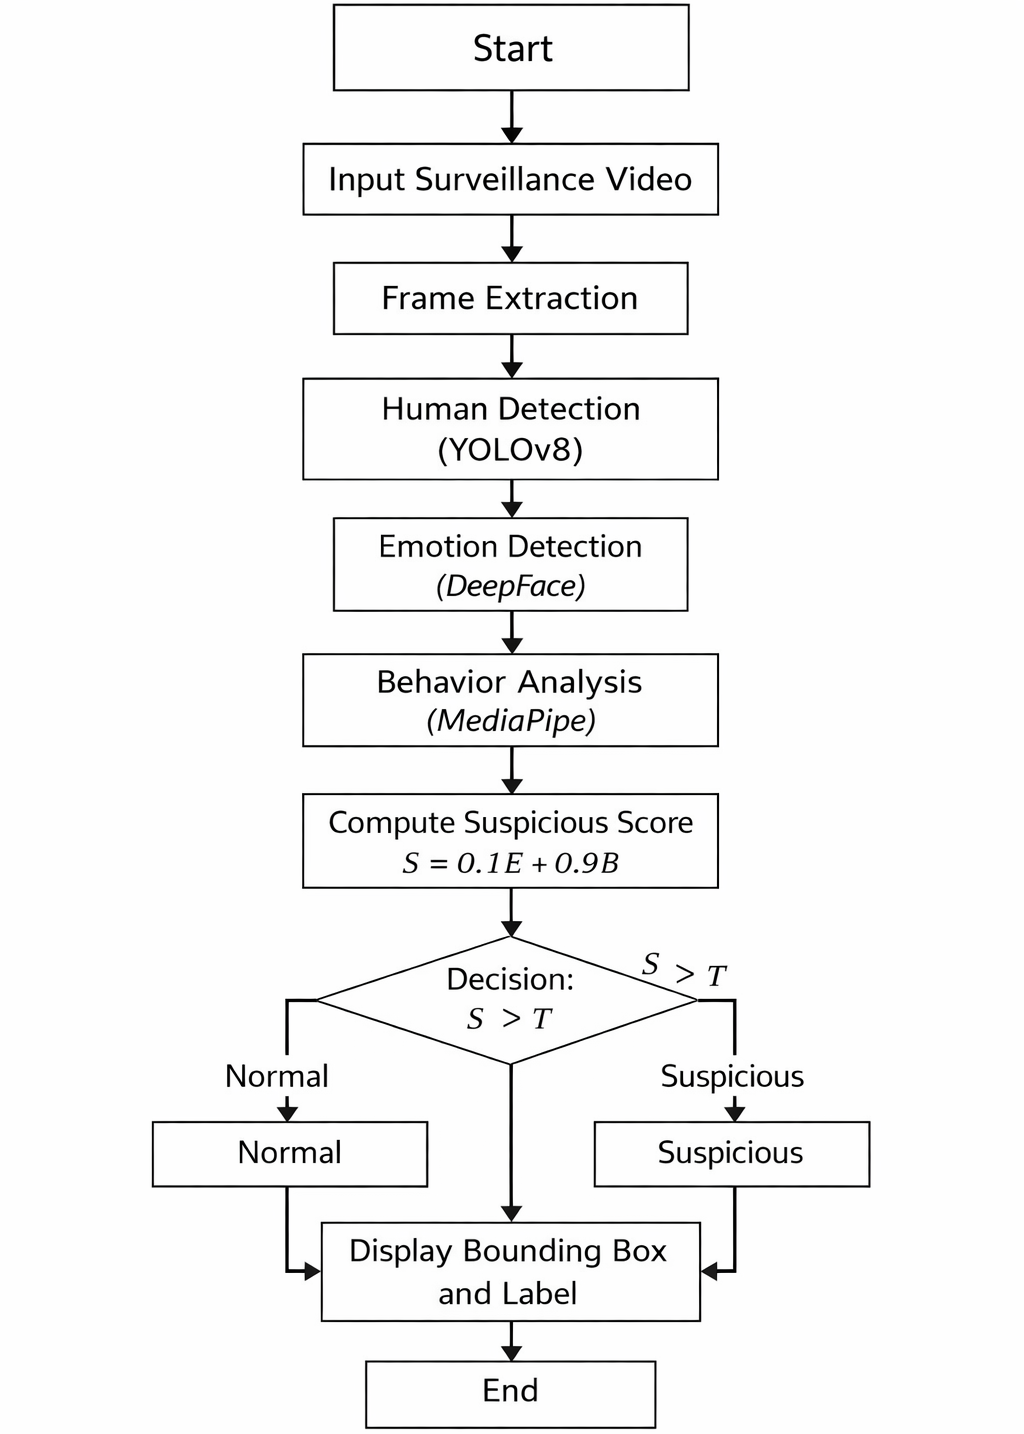 Start
Input Surveillance Video
Frame Extraction
Human Detection
(YOLOv8)
Emotion Detection
(DeepFace)
Behavior Analysis
(MediaPipe)
Compute Suspicious Score
S = 0.1E + 0.9B
Decision:
S > T
S > T
Normal
Suspicious
Normal
Suspicious
Display Bounding Box
and Label
End